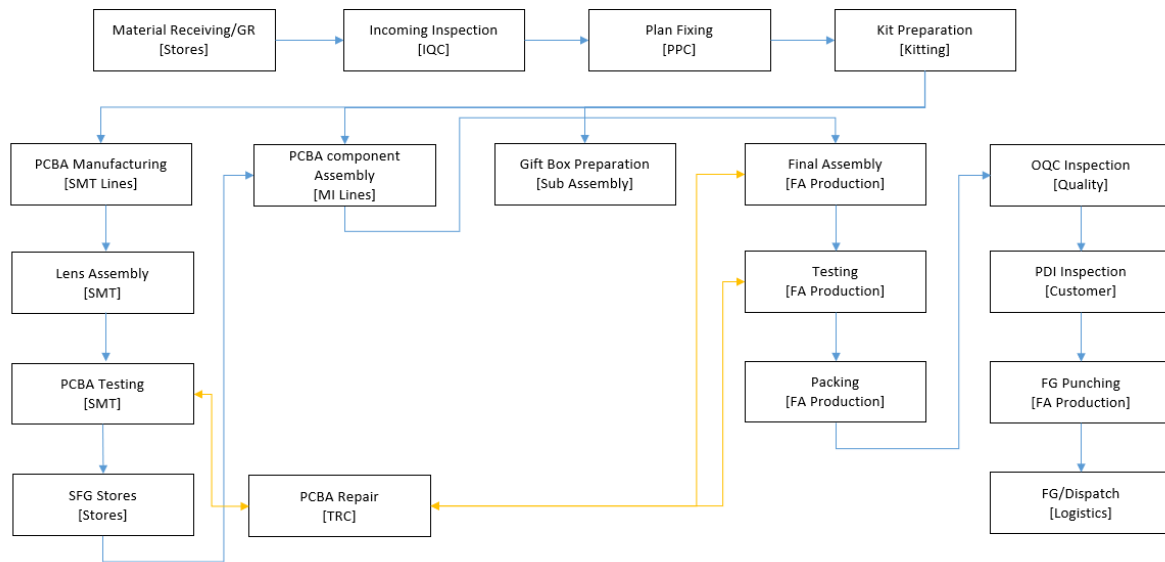 Material Receiving/GR
[Stores]
Incoming Inspection
[IQC]
Plan Fixing
[PPC]
Kit Preparation
[Kitting]
PCBA Manufacturing
[SMT Lines]
PCBA component
Assembly
[MI Lines]
Gift Box Preparation
[Sub Assembly]
Final Assembly
[FA Production]
OQC Inspection
[Quality]
Lens Assembly
[SMT]
Testing
[FA Production]
PDI Inspection
[Customer]
PCBA Testing
[SMT]
Packing
[FA Production]
FG Punching
[FA Production]
SFG Stores
[Stores]
PCBA Repair
[TRC]
FG/Dispatch
[Logistics]